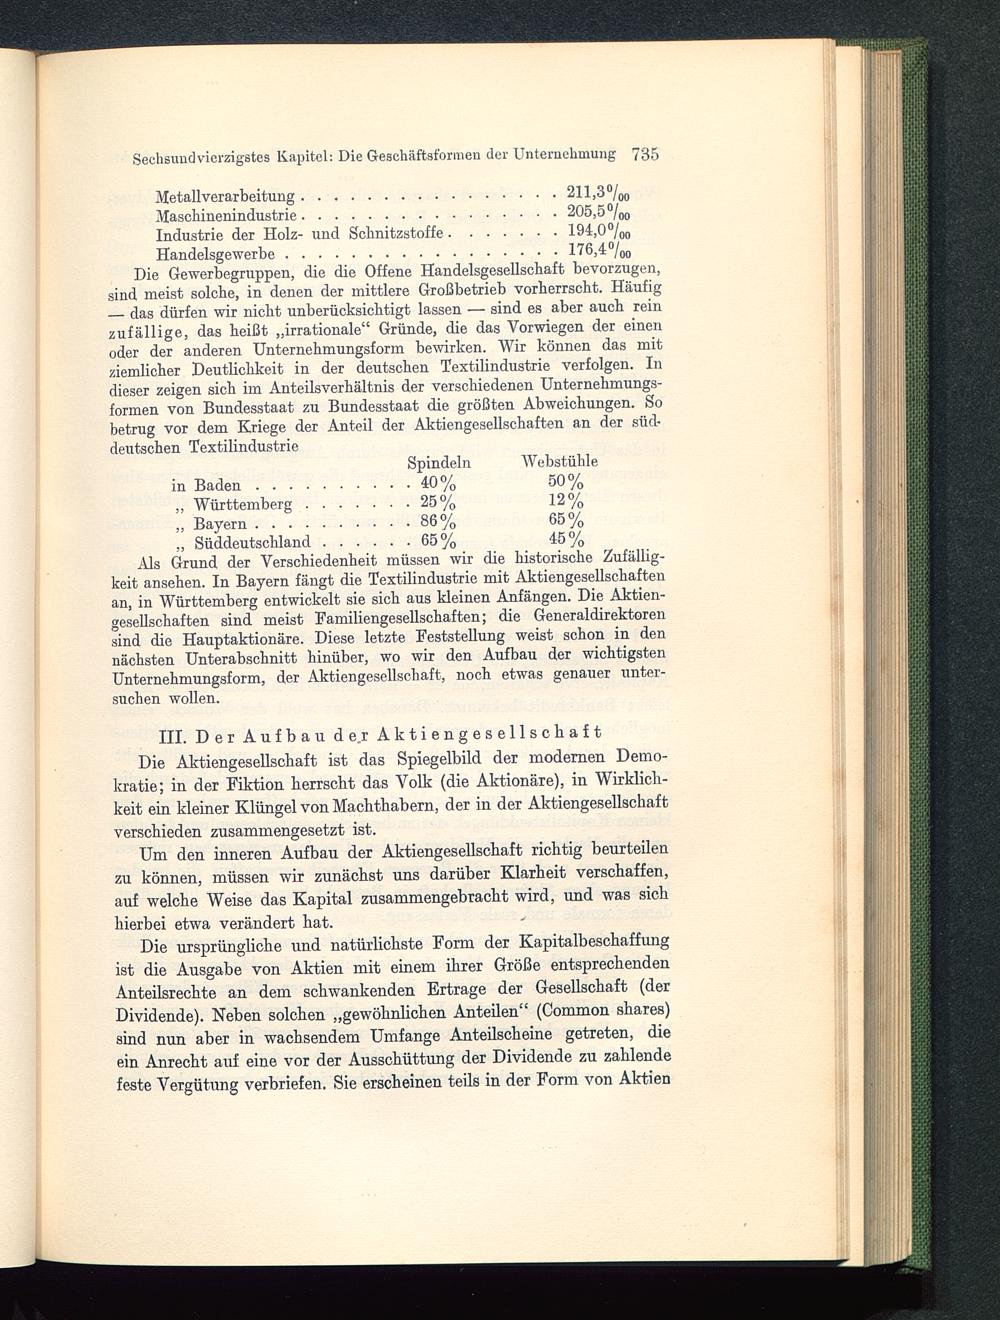 Sechsundvierzigstes Kapitel: Die Geschäftsformen der Unternehmung 735
Metallverarbeitung . . . . . . . . . . . . . . . . 211,3⁰/₀₀
Maschinenindustrie . . . . . . . . . . . . . . . . 205,5⁰/₀₀
Industrie der Holz- und Schnitzstoffe . . . . . . . 194,0⁰/₀₀
Handelsgewerbe . . . . . . . . . . . . . . . . . 176,4⁰/₀₀
Die Gewerbegruppen, die die Offene Handelsgesellschaft bevorzugen,
sind meist solche, in denen der mittlere Großbetrieb vorherrscht. Häufig
— das dürfen wir nicht unberücksichtigt lassen — sind es aber auch rein
zufällige, das heißt „irrationale“ Gründe, die das Vorwiegen der einen
oder der anderen Unternehmungsform bewirken. Wir können das mit
ziemlicher Deutlichkeit in der deutschen Textilindustrie verfolgen. In
dieser zeigen sich im Anteilsverhältnis der verschiedenen Unternehmungs-
formen von Bundesstaat zu Bundesstaat die größten Abweichungen. So
betrug vor dem Kriege der Anteil der Aktiengesellschaften an der süd-
deutschen Textilindustrie
Spindeln Webstühle
in Baden . . . . . . . . . . 40% 50%
„ Württemberg . . . . . . . 25% 12%
„ Bayern . . . . . . . . . . 86% 65%
„ Süddeutschland . . . . . . 65% 45%
Als Grund der Verschiedenheit müssen wir die historische Zufällig-
keit ansehen. In Bayern fängt die Textilindustrie mit Aktiengesellschaften
an, in Württemberg entwickelt sie sich aus kleinen Anfängen. Die Aktien-
gesellschaften sind meist Familiengesellschaften; die Generaldirektoren
sind die Hauptaktionäre. Diese letzte Feststellung weist schon in den
nächsten Unterabschnitt hinüber, wo wir den Aufbau der wichtigsten
Unternehmungsform, der Aktiengesellschaft, noch etwas genauer unter-
suchen wollen.
III. Der Aufbau der Aktiengesellschaft
Die Aktiengesellschaft ist das Spiegelbild der modernen Demo-
kratie; in der Fiktion herrscht das Volk (die Aktionäre), in Wirklich-
keit ein kleiner Klüngel von Machthabern, der in der Aktiengesellschaft
verschieden zusammengesetzt ist.
Um den inneren Aufbau der Aktiengesellschaft richtig beurteilen
zu können, müssen wir zunächst uns darüber Klarheit verschaffen,
auf welche Weise das Kapital zusammengebracht wird, und was sich
hierbei etwa verändert hat.
Die ursprüngliche und natürlichste Form der Kapitalbeschaffung
ist die Ausgabe von Aktien mit einem ihrer Größe entsprechenden
Anteilsrechte an dem schwankenden Ertrage der Gesellschaft (der
Dividende). Neben solchen „gewöhnlichen Anteilen“ (Common shares)
sind nun aber in wachsendem Umfange Anteilscheine getreten, die
ein Anrecht auf eine vor der Ausschüttung der Dividende zu zahlende
feste Vergütung verbriefen. Sie erscheinen teils in der Form von Aktien